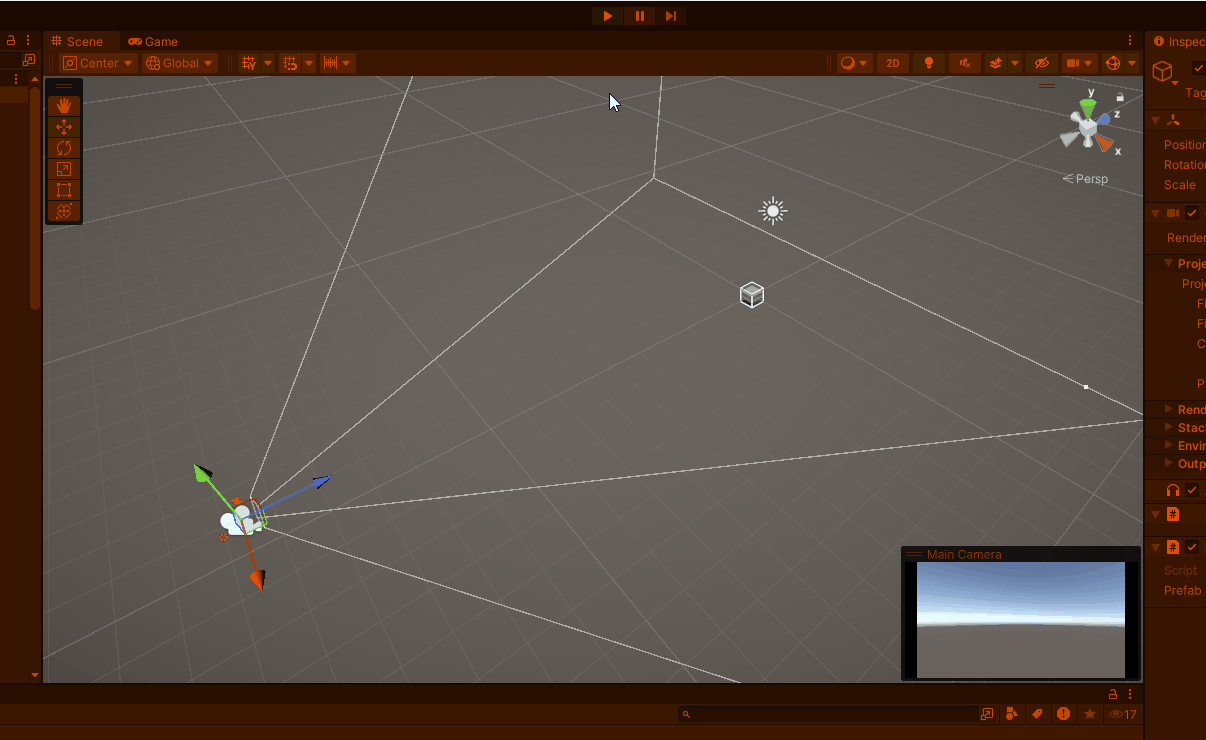 Scene
Game
Inspec
Center
Global
2D
Tag
y
z
x
Persp
Position
Rotation
Scale
Render
Proje
Proje
Fi
Fi
C
P
Rend
Stac
Envir
Outp
#
#
Script
Prefab
Main Camera
17